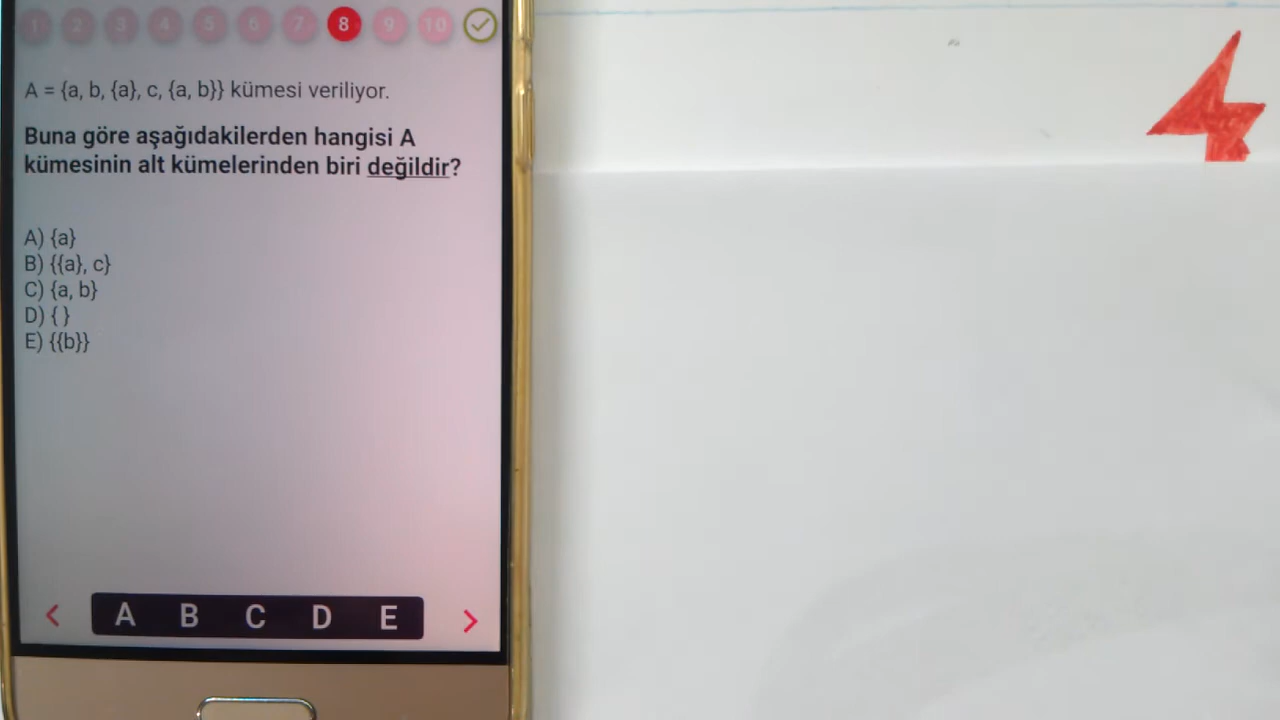 1 2 3 4 5 6 7 8 9 10
A = {a, b, {a}, c, {a, b}} kümesi veriliyor.
Buna göre aşağıdakilerden hangisi A
kümesinin alt kümelerinden biri değildir?
A) {a}
B) {{a}, c}
C) {a, b}
D) { }
E) {{b}}
A B C D E